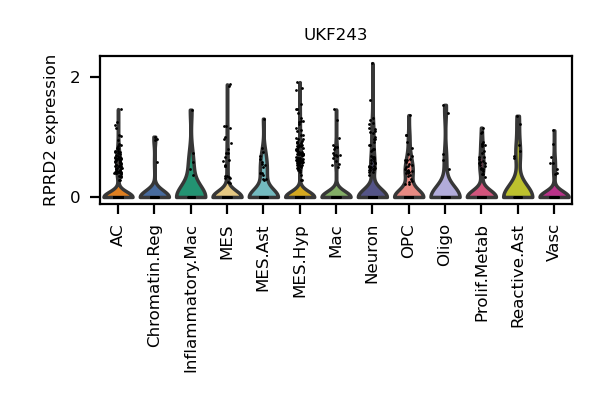 UKF243
RPRD2 expression
2
0
AC
Chromatin.Reg
Inflammatory.Mac
MES
MES.Ast
MES.Hyp
Mac
Neuron
OPC
Oligo
Prolif.Metab
Reactive.Ast
Vasc